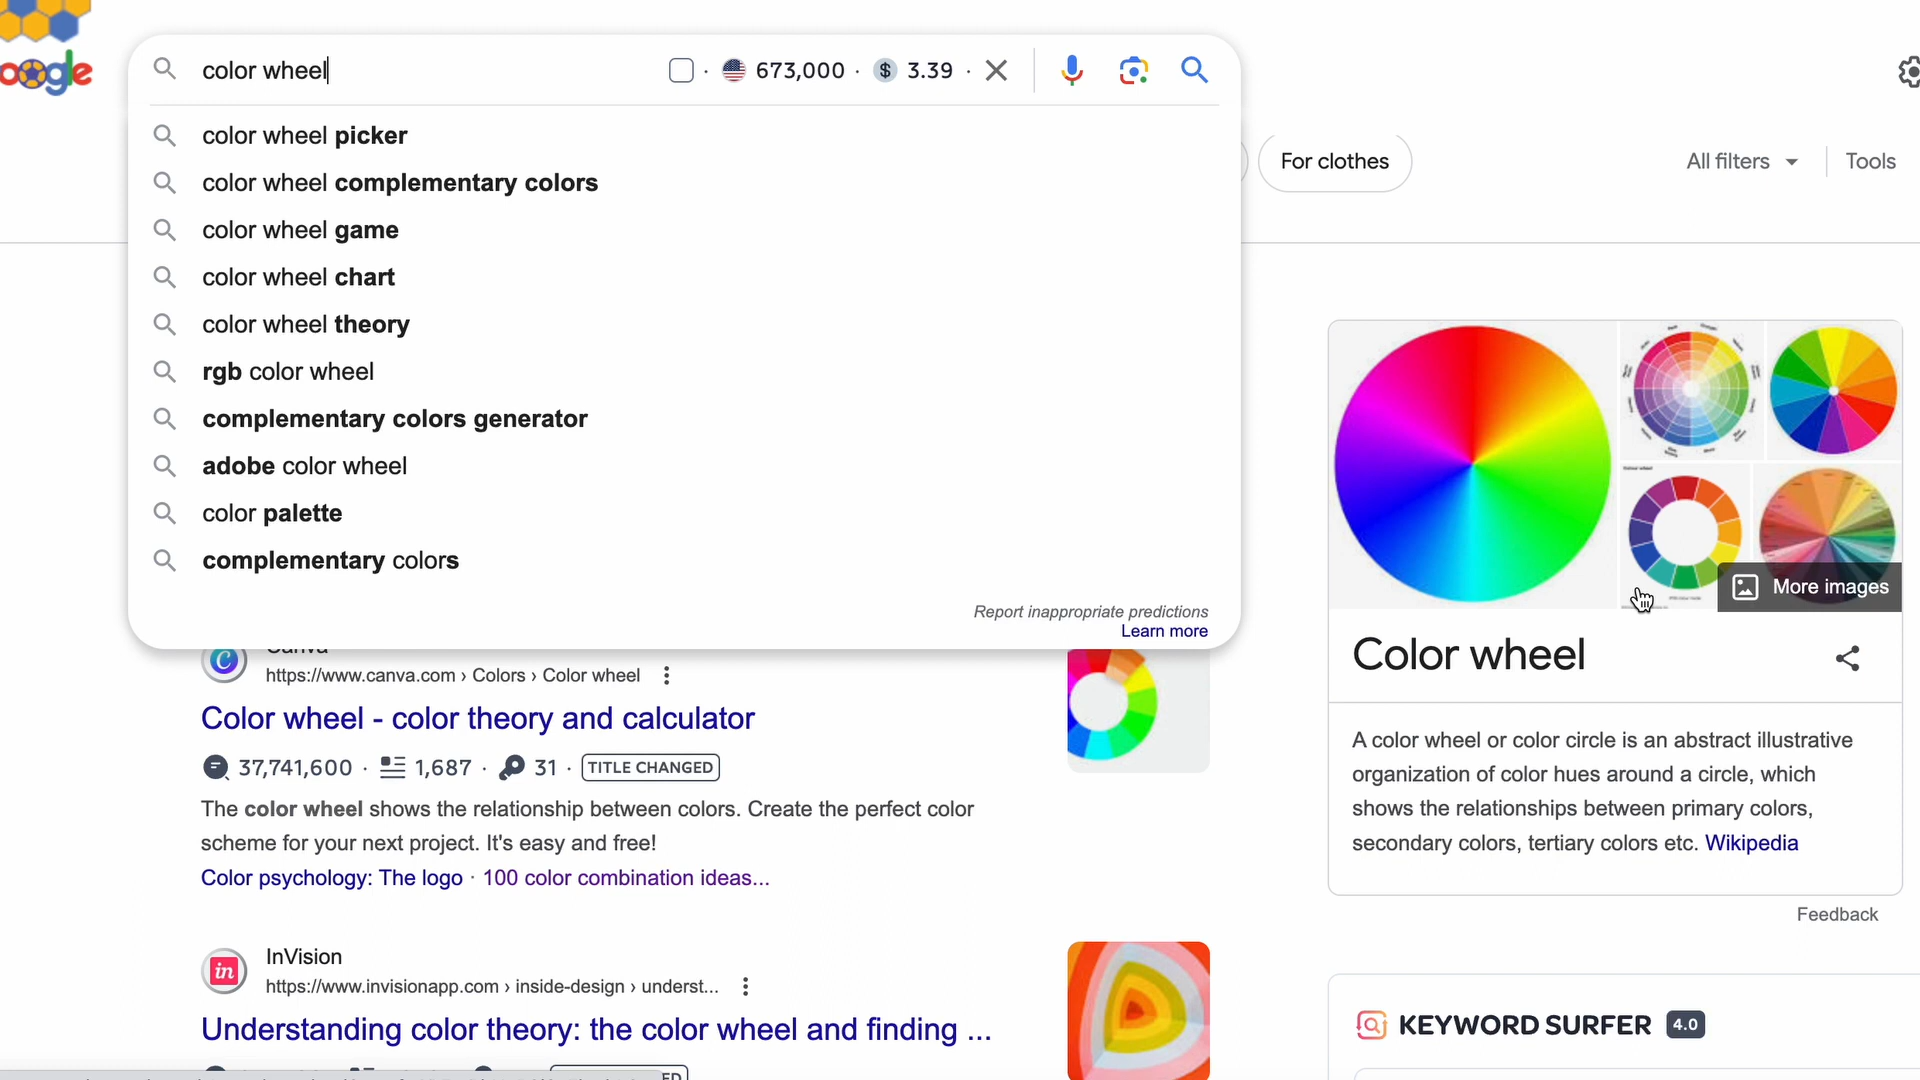 oogle
color wheel
673,000 · $ 3.39 ·
color wheel picker
color wheel complementary colors
color wheel game
color wheel chart
color wheel theory
rgb color wheel
complementary colors generator
adobe color wheel
color palette
complementary colors
Report inappropriate predictions
Learn more
For clothes
All filters
Tools
Canva
https://www.canva.com › Colors › Color wheel
Color wheel - color theory and calculator
37,741,600 · 1,687 · 31 · TITLE CHANGED
The color wheel shows the relationship between colors. Create the perfect color
scheme for your next project. It's easy and free!
Color psychology: The logo · 100 color combination ideas...
in
InVision
https://www.invisionapp.com › inside-design › underst...
Understanding color theory: the color wheel and finding ...
More images
Color wheel
A color wheel or color circle is an abstract illustrative
organization of color hues around a circle, which
shows the relationships between primary colors,
secondary colors, tertiary colors etc. Wikipedia
Feedback
KEYWORD SURFER 4.0